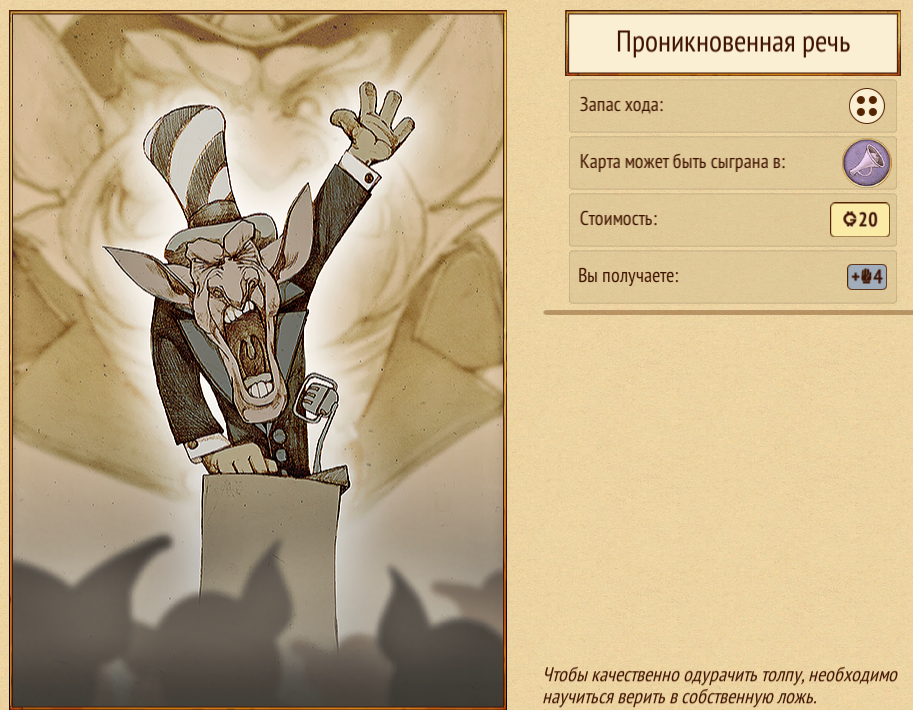 Проникновенная речь
Запас хода:
Карта может быть сыграна в:
Стоимость:
20
Вы получаете:
+4
Чтобы качественно одурачить толпу, необходимо
научиться верить в собственную ложь.